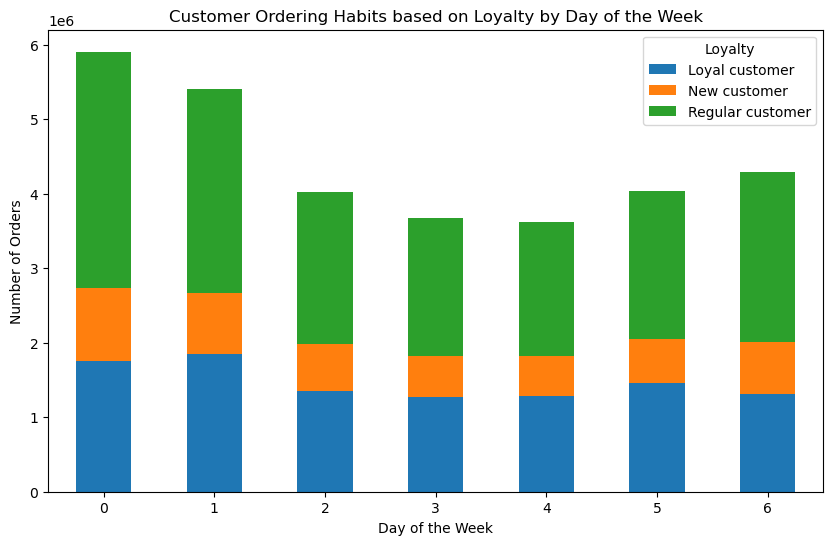 Customer Ordering Habits based on Loyalty by Day of the Week
1e6
Loyalty
Loyal customer
New customer
Regular customer
6
5
4
3
2
1
0
Number of Orders
0 1 2 3 4 5 6
Day of the Week